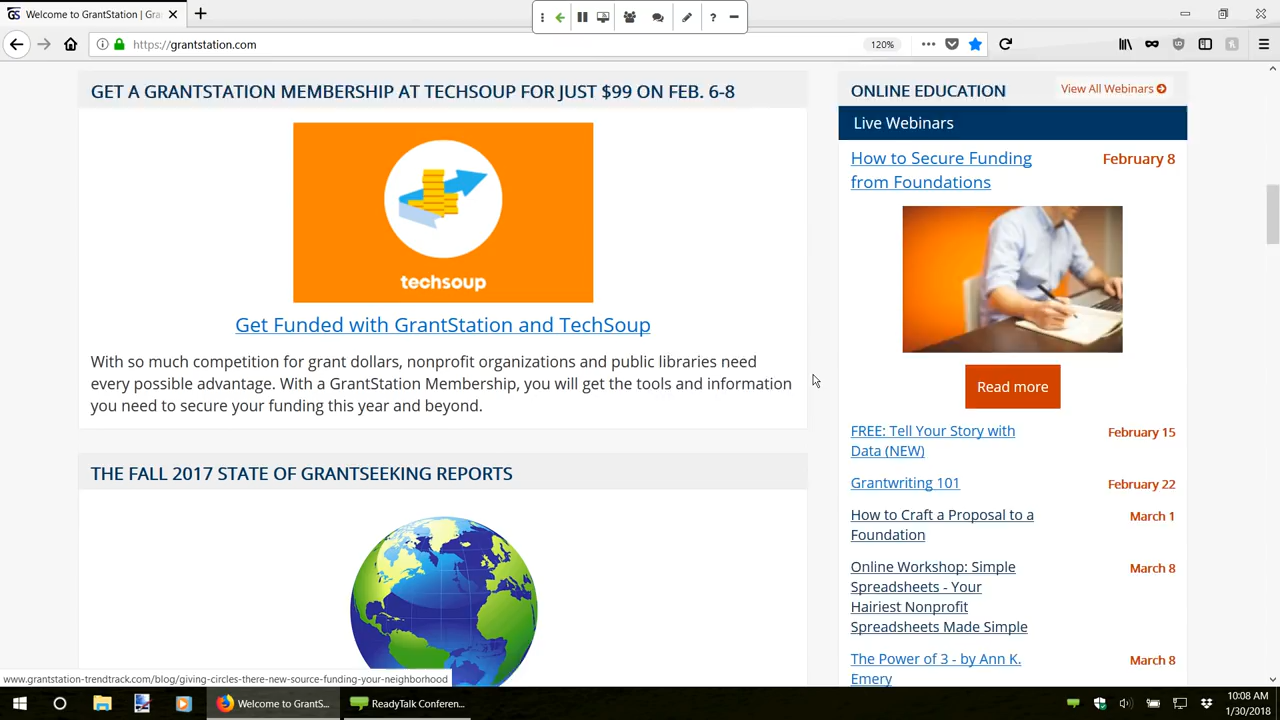 Welcome to GrantStation | Gra
https://grantstation.com
120%
GET A GRANTSTATION MEMBERSHIP AT TECHSOUP FOR JUST $99 ON FEB. 6-8
techsoup
Get Funded with GrantStation and TechSoup
With so much competition for grant dollars, nonprofit organizations and public libraries need
every possible advantage. With a GrantStation Membership, you will get the tools and information
you need to secure your funding this year and beyond.
THE FALL 2017 STATE OF GRANTSEEKING REPORTS
ONLINE EDUCATION
View All Webinars
Live Webinars
How to Secure Funding
from Foundations
February 8
Read more
FREE: Tell Your Story with
Data (NEW)
February 15
Grantwriting 101
February 22
How to Craft a Proposal to a
Foundation
March 1
Online Workshop: Simple
Spreadsheets - Your
Hairiest Nonprofit
Spreadsheets Made Simple
March 8
The Power of 3 - by Ann K.
Emery
March 8
www.grantstation-trendtrack.com/blog/giving-circles-there-new-source-funding-your-neighborhood
Welcome to GrantS...
ReadyTalk Conferen...
10:08 AM
1/30/2018